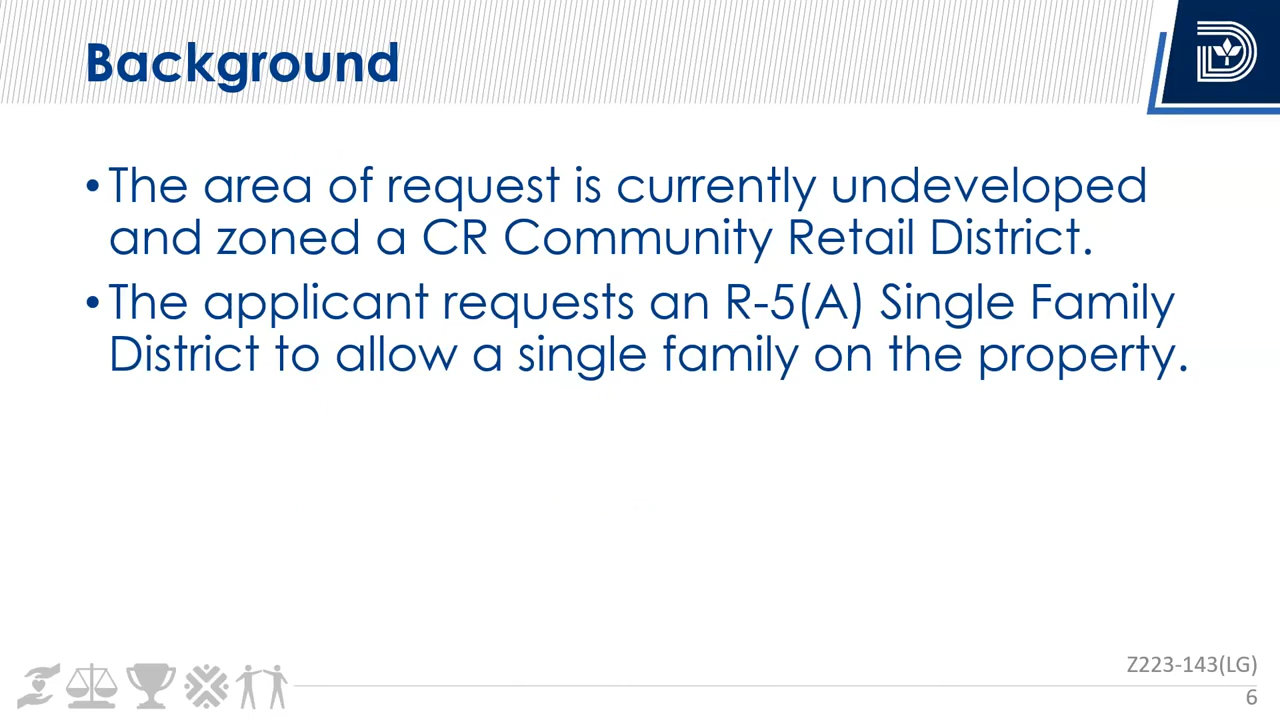 Background
• The area of request is currently undeveloped
and zoned a CR Community Retail District.
• The applicant requests an R-5(A) Single Family
District to allow a single family on the property.
Z223-143(LG)
6